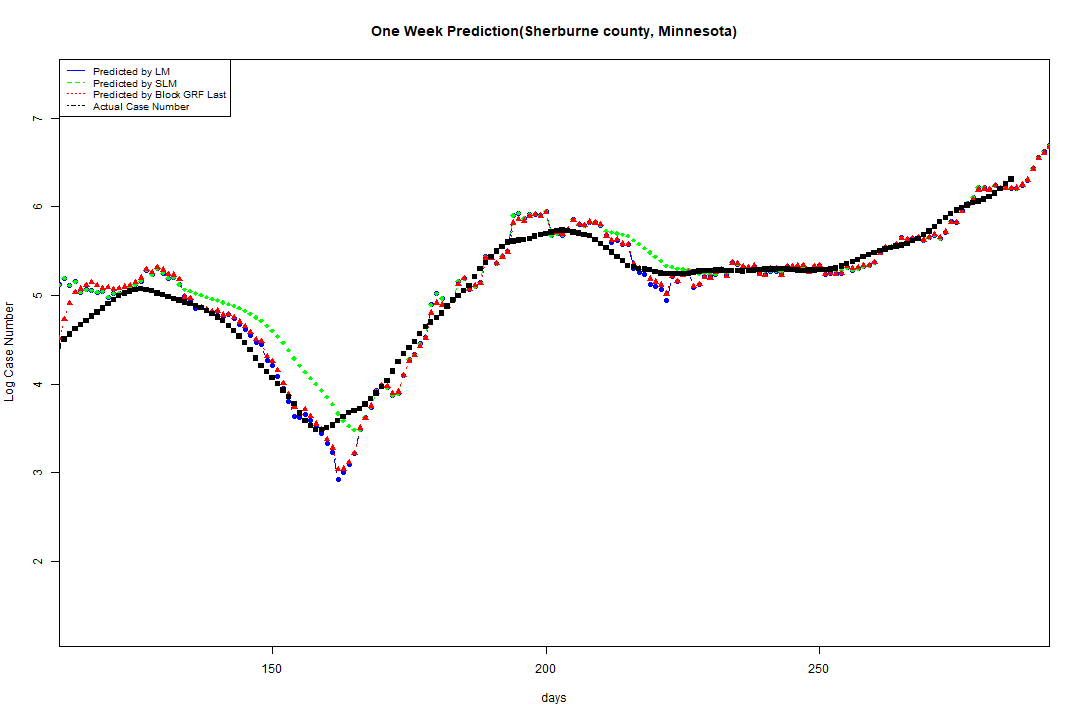 One Week Prediction(Sherburne county, Minnesota)
Predicted by LM
Predicted by SLM
Predicted by Block GRF Last
Actual Case Number
7
6
5
4
3
2
Log Case Number
150
200
250
days